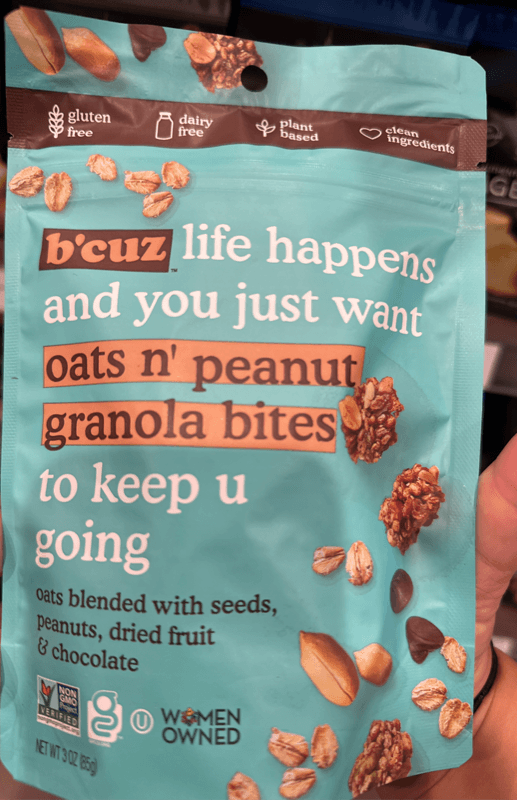 gluten free
dairy free
plant based
clean ingredients
b'cuz life happens
and you just want
oats n' peanut
granola bites
to keep u
going
oats blended with seeds,
peanuts, dried fruit
& chocolate
NON
GMO
Project
VERIFIED
U
WOMEN
OWNED
NET WT 3 OZ (85g)